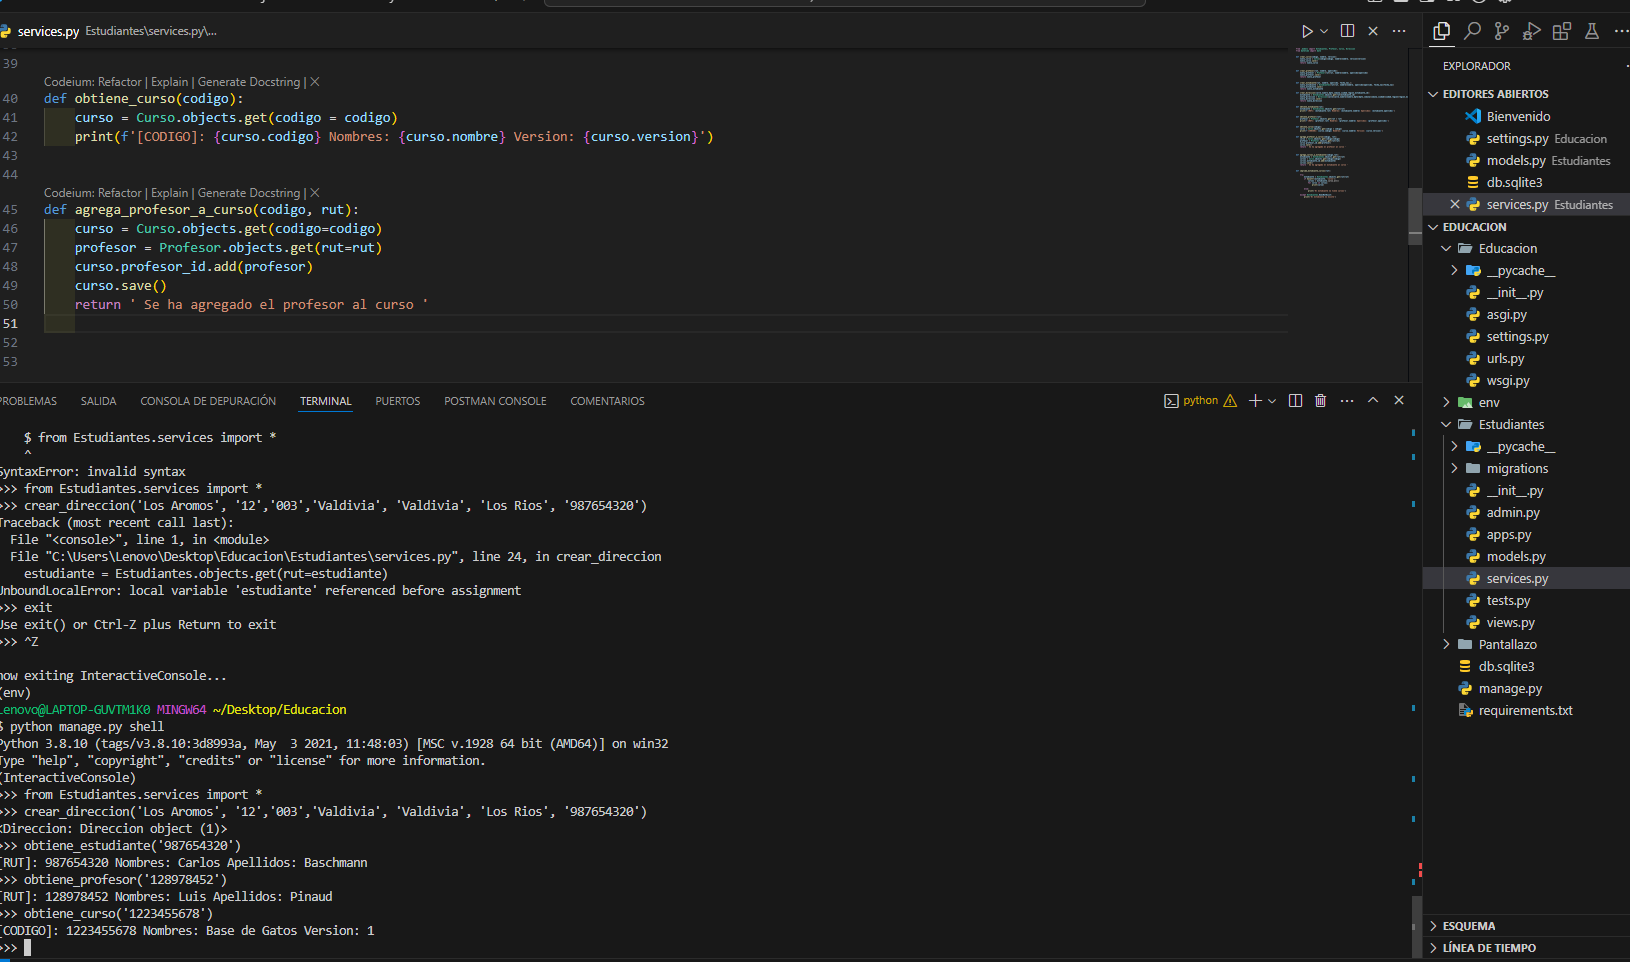 services.py Estudiantes\services.py\...
39
Codeium: Refactor | Explain | Generate Docstring | X
40 def obtiene_curso(codigo):
41 curso = Curso.objects.get(codigo = codigo)
42 print(f'[CODIGO]: {curso.codigo} Nombres: {curso.nombre} Version: {curso.version}')
43
44
Codeium: Refactor | Explain | Generate Docstring | X
45 def agrega_profesor_a_curso(codigo, rut):
46 curso = Curso.objects.get(codigo=codigo)
47 profesor = Profesor.objects.get(rut=rut)
48 curso.profesor_id.add(profesor)
49 curso.save()
50 return ' Se ha agregado el profesor al curso '
51
52
53
ROBLEMAS SALIDA CONSOLA DE DEPURACIÓN TERMINAL PUERTOS POSTMAN CONSOLE COMENTARIOS
python
$ from Estudiantes.services import *
^
SyntaxError: invalid syntax
>>> from Estudiantes.services import *
>>> crear_direccion('Los Aromos', '12','003','Valdivia', 'Valdivia', 'Los Rios', '987654320')
Traceback (most recent call last):
File "<console>", line 1, in <module>
File "C:\Users\Lenovo\Desktop\Educacion\Estudiantes\services.py", line 24, in crear_direccion
estudiante = Estudiantes.objects.get(rut=estudiante)
UnboundLocalError: local variable 'estudiante' referenced before assignment
>>> exit
Use exit() or Ctrl-Z plus Return to exit
>>> ^Z
now exiting InteractiveConsole...
(env)
Lenovo@LAPTOP-GUVTM1K0 MINGW64 ~/Desktop/Educacion
$ python manage.py shell
Python 3.8.10 (tags/v3.8.10:3d8993a, May  3 2021, 11:48:03) [MSC v.1928 64 bit (AMD64)] on win32
Type "help", "copyright", "credits" or "license" for more information.
(InteractiveConsole)
>>> from Estudiantes.services import *
>>> crear_direccion('Los Aromos', '12','003','Valdivia', 'Valdivia', 'Los Rios', '987654320')
<Direccion: Direccion object (1)>
>>> obtiene_estudiante('987654320')
[RUT]: 987654320 Nombres: Carlos Apellidos: Baschmann
>>> obtiene_profesor('128978452')
[RUT]: 128978452 Nombres: Luis Apellidos: Pinaud
>>> obtiene_curso('1223455678')
[CODIGO]: 1223455678 Nombres: Base de Gatos Version: 1
>>>
EXPLORADOR
EDITORES ABIERTOS
Bienvenido
settings.py Educacion
models.py Estudiantes
db.sqlite3
services.py Estudiantes
EDUCACION
Educacion
__pycache__
__init__.py
asgi.py
settings.py
urls.py
wsgi.py
env
Estudiantes
__pycache__
migrations
__init__.py
admin.py
apps.py
models.py
services.py
tests.py
views.py
Pantallazo
db.sqlite3
manage.py
requirements.txt
ESQUEMA
LÍNEA DE TIEMPO